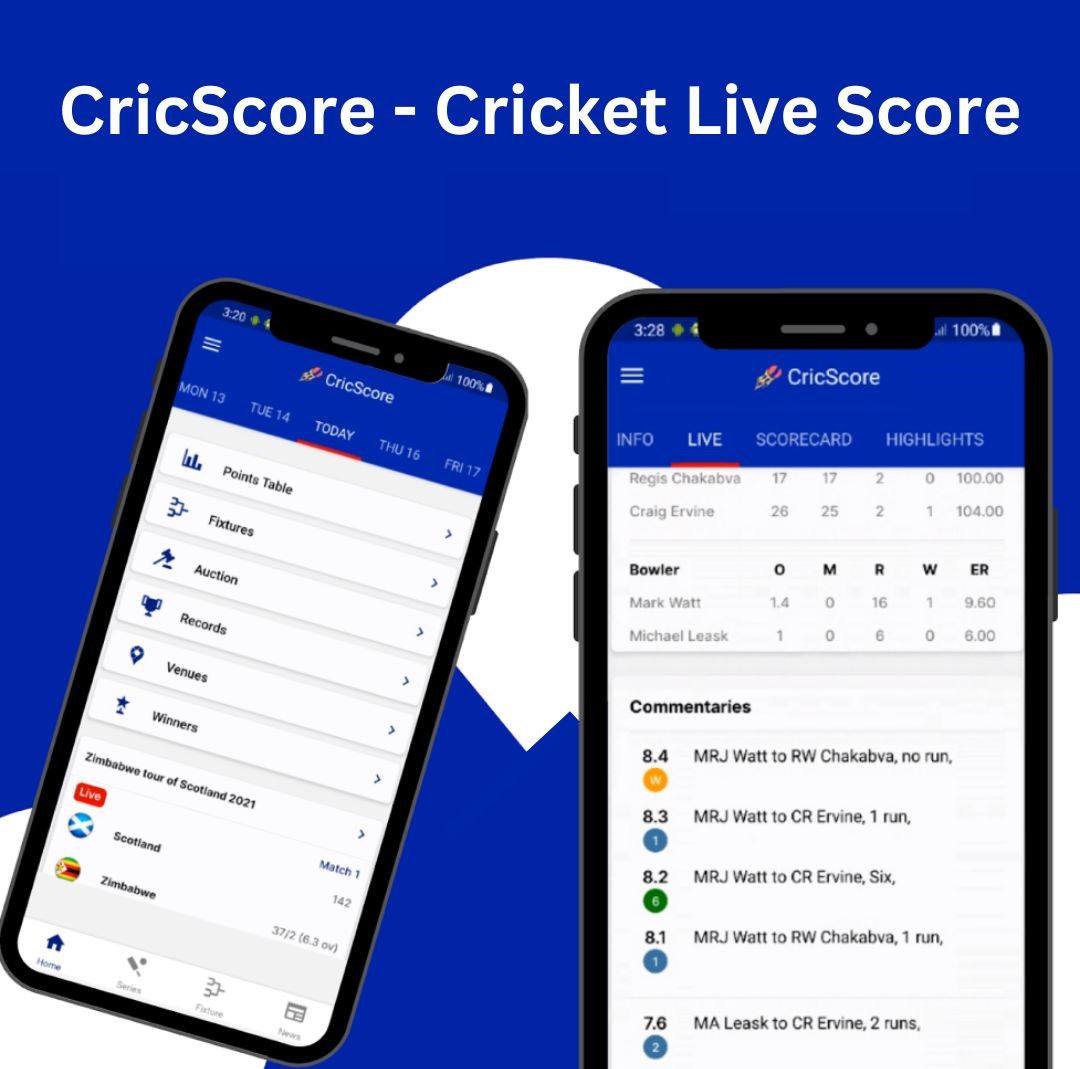 CricScore - Cricket Live Score
3:20
100%
CricScore
MON 13 TUE 14 TODAY THU 16 FRI 17
Points Table
Fixtures
Auction
Records
Venues
Winners
Zimbabwe tour of Scotland 2021
Live
Match 1
Scotland
142
Zimbabwe
37/2 (6.3 ov)
Home Series Fixture News
3:28 100%
CricScore
INFO LIVE SCORECARD HIGHLIGHTS
Regis Chakabva 17 17 2 0 100.00
Craig Ervine 26 25 2 1 104.00
Bowler O M R W ER
Mark Watt 1.4 0 16 1 9.60
Michael Leask 1 0 6 0 6.00
Commentaries
8.4 MRJ Watt to RW Chakabva, no run,
W
8.3 MRJ Watt to CR Ervine, 1 run,
1
8.2 MRJ Watt to CR Ervine, Six,
6
8.1 MRJ Watt to RW Chakabva, 1 run,
1
7.6 MA Leask to CR Ervine, 2 runs,
2